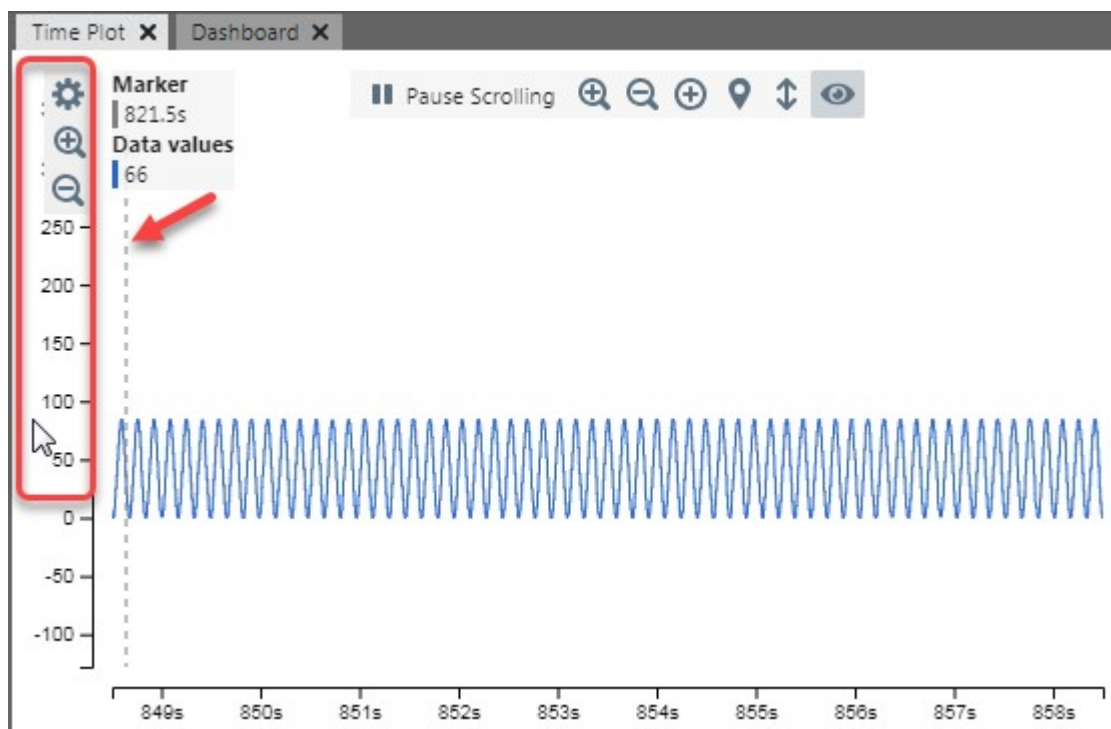 Time Plot
Dashboard
Marker
821.5s
Data values
66
Pause Scrolling
250
200
150
100
50
0
-50
-100
849s 850s 851s 852s 853s 854s 855s 856s 857s 858s